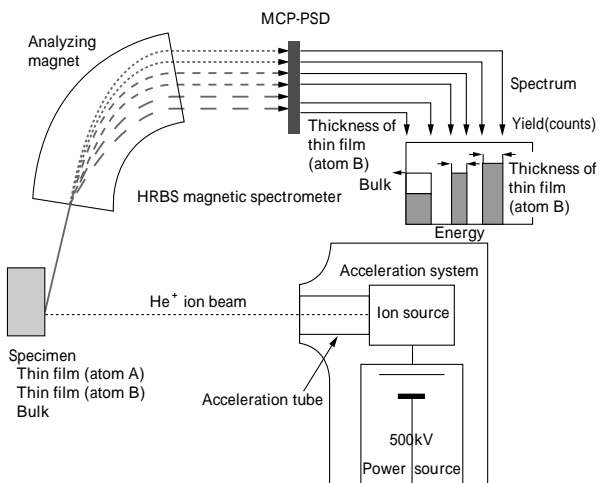 MCP-PSD
Analyzing
magnet
Spectrum
Yield(counts)
Thickness of
thin film
(atom B)
Bulk
Thickness of
thin film
(atom B)
Energy
HRBS magnetic spectrometer
Acceleration system
He+ ion beam
Ion source
Specimen
Thin film (atom A)
Thin film (atom B)
Bulk
Acceleration tube
500kV
Power source